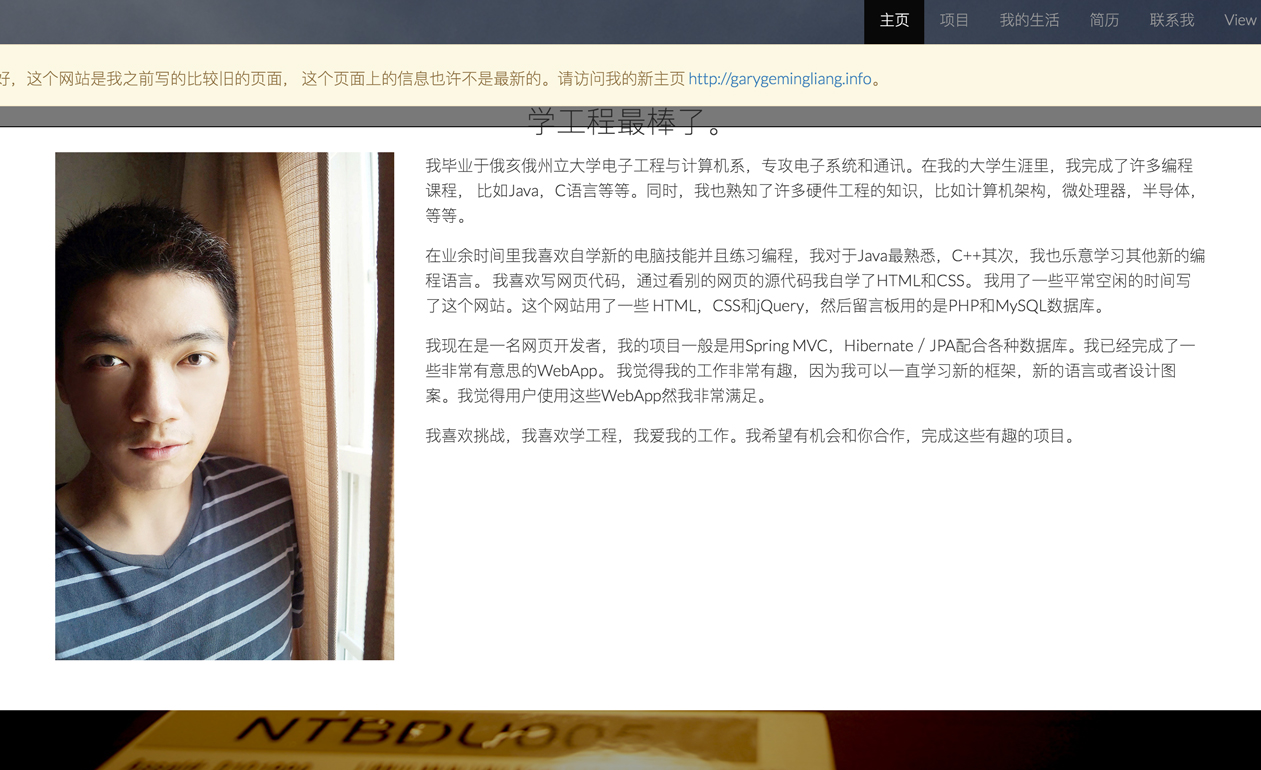 主页 项目 我的生活 简历 联系我 View
好，这个网站是我之前写的比较旧的页面， 这个页面上的信息也许不是最新的。请访问我的新主页 http://garygemingliang.info。
学工程最棒了。
我毕业于俄亥俄州立大学电子工程与计算机系，专攻电子系统和通讯。在我的大学生涯里，我完成了许多编程
课程， 比如Java，C语言等等。同时，我也熟知了许多硬件工程的知识，比如计算机架构，微处理器，半导体，
等等。
在业余时间里我喜欢自学新的电脑技能并且练习编程，我对于Java最熟悉，C++其次，我也乐意学习其他新的编
程语言。 我喜欢写网页代码，通过看别的网页的源代码我自学了HTML和CSS。 我用了一些平常空闲的时间写
了这个网站。这个网站用了一些 HTML，CSS和jQuery，然后留言板用的是PHP和MySQL数据库。
我现在是一名网页开发者，我的项目一般是用Spring MVC，Hibernate / JPA配合各种数据库。我已经完成了一
些非常有意思的WebApp。 我觉得我的工作非常有趣，因为我可以一直学习新的框架，新的语言或者设计图
案。我觉得用户使用这些WebApp然我非常满足。
我喜欢挑战，我喜欢学工程，我爱我的工作。我希望有机会和你合作，完成这些有趣的项目。
NTBDU005